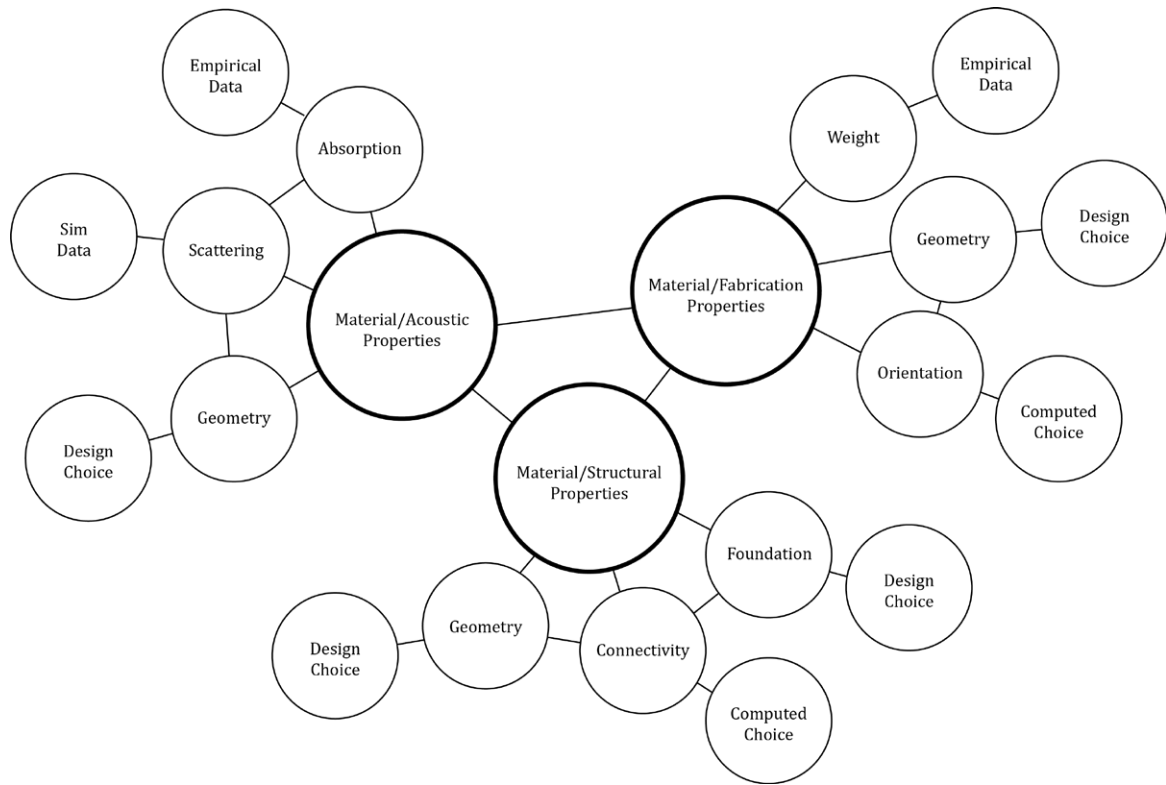 Empirical
Data
Absorption
Sim
Data
Scattering
Material/Acoustic
Properties
Geometry
Design
Choice
Empirical
Data
Weight
Geometry
Design
Choice
Material/Fabrication
Properties
Orientation
Computed
Choice
Material/Structural
Properties
Foundation
Design
Choice
Geometry
Design
Choice
Connectivity
Computed
Choice